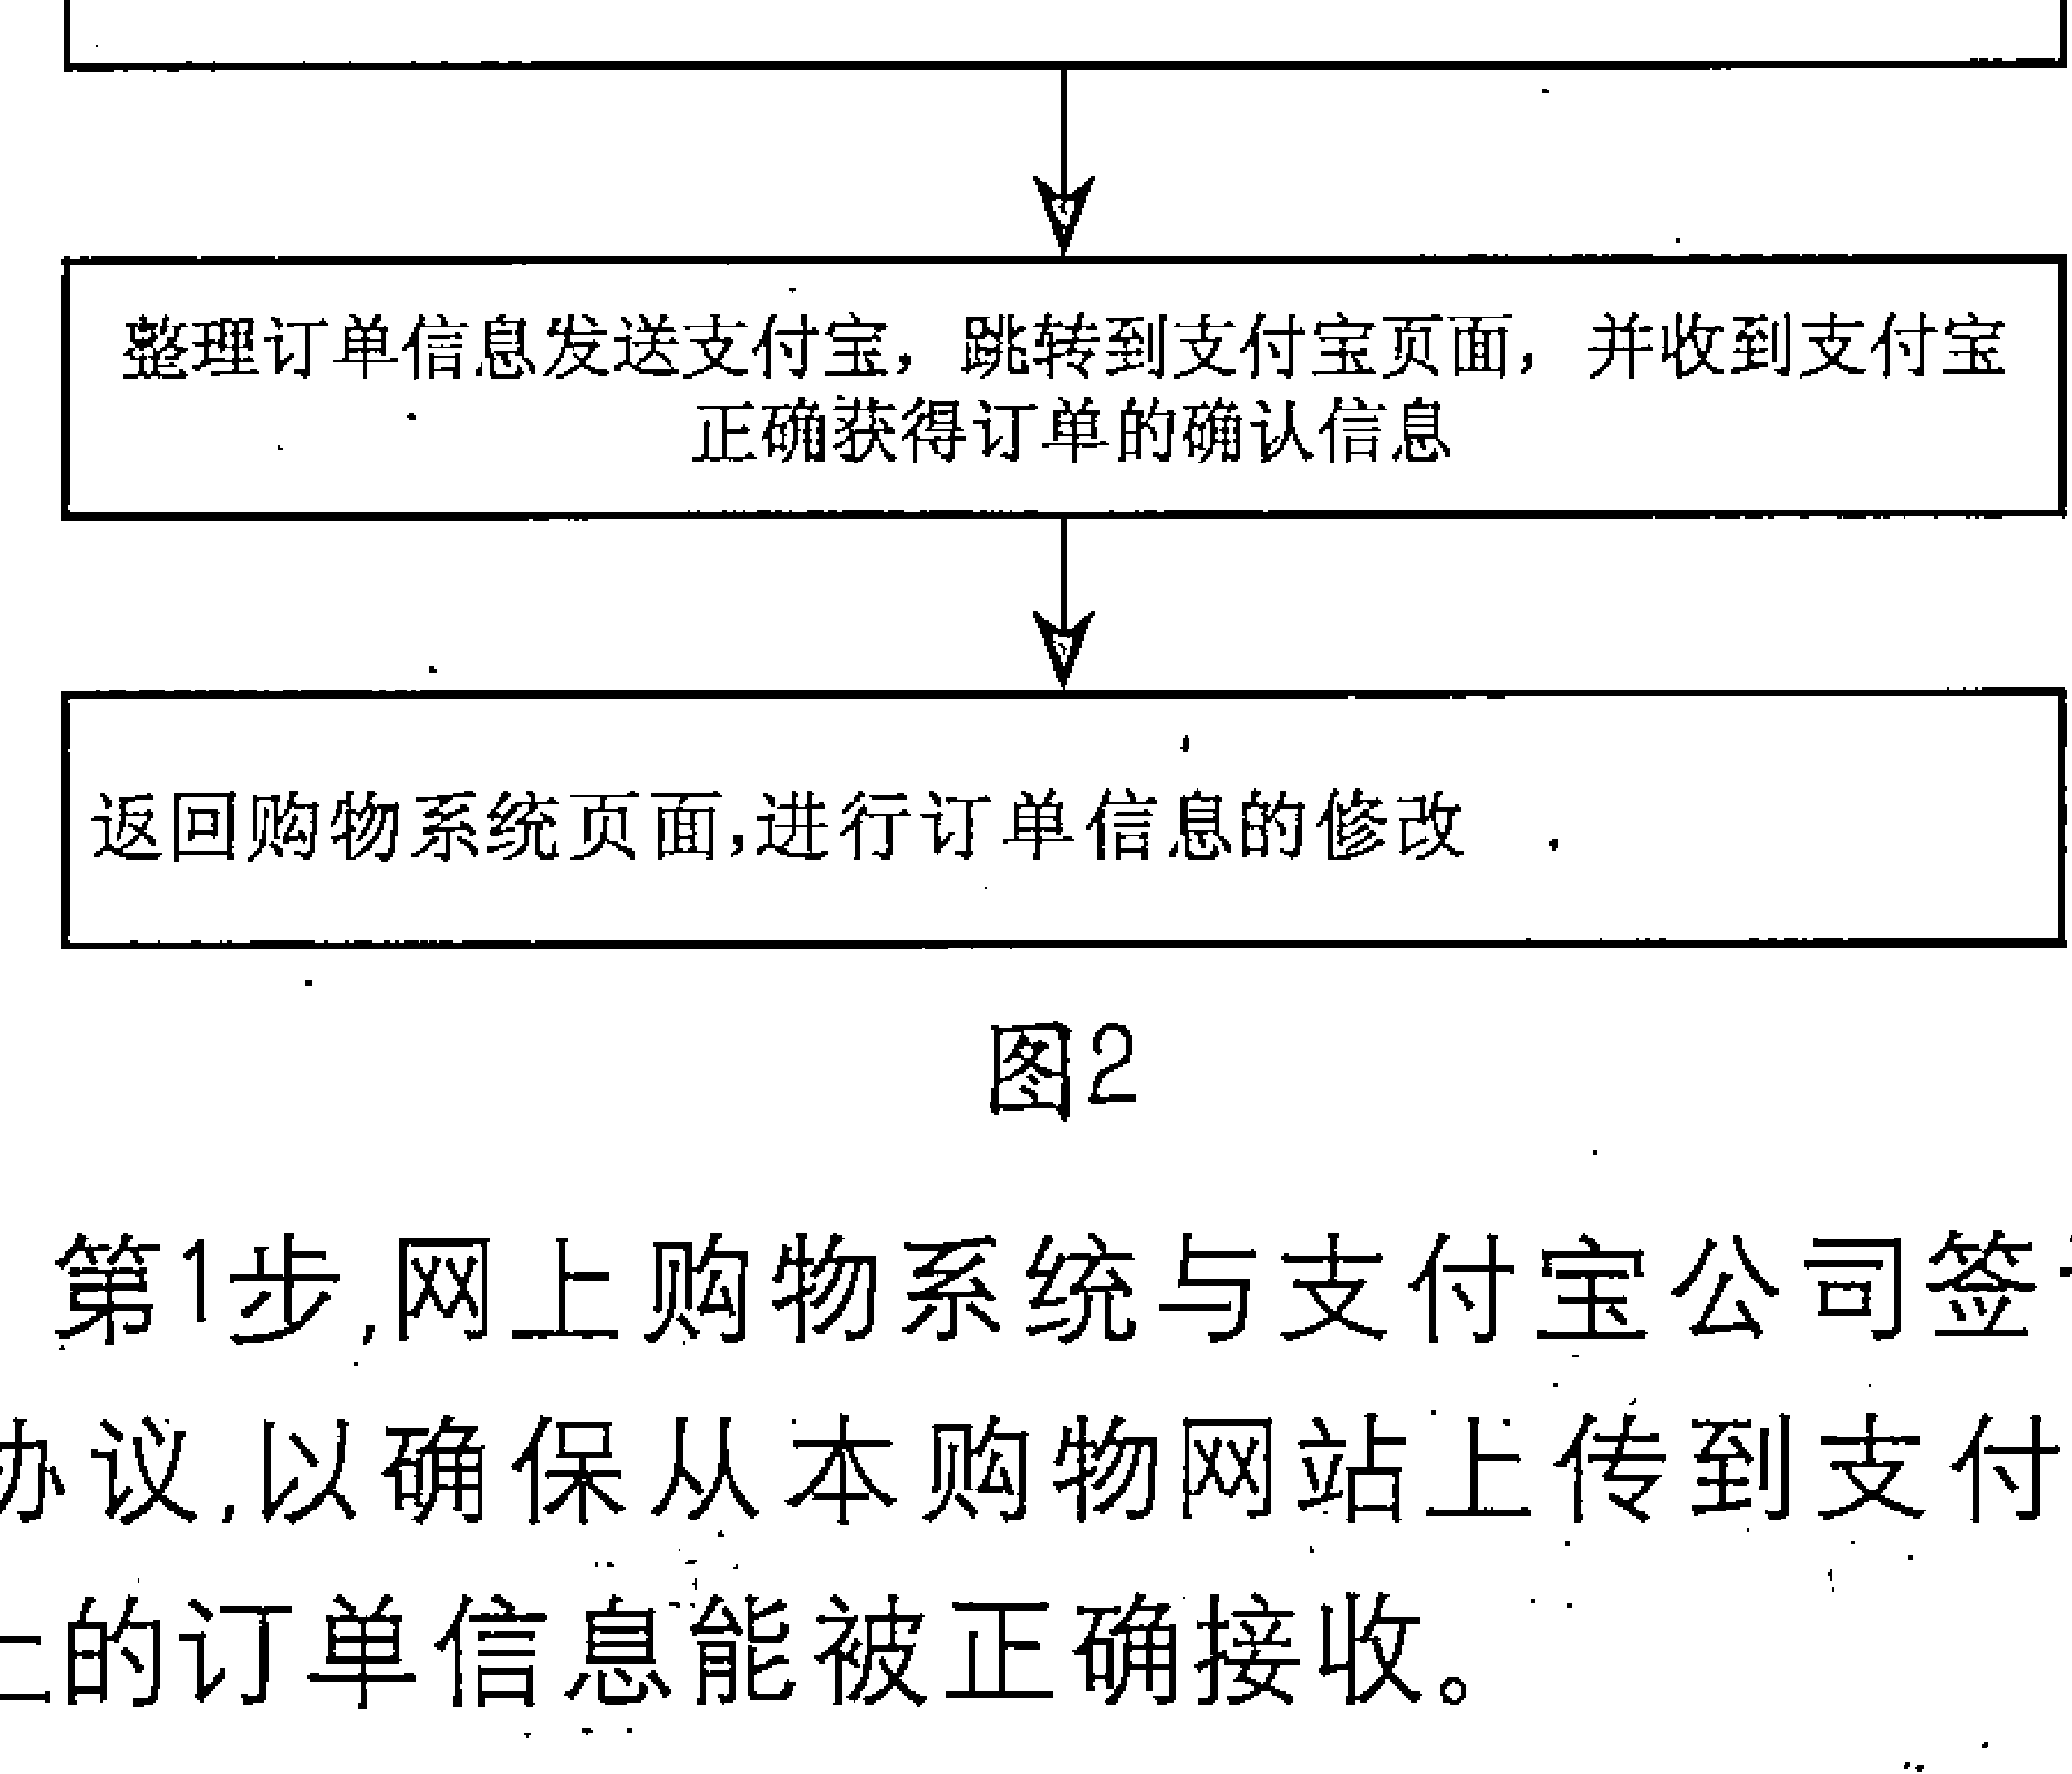 整理订单信息发送支付宝，跳转到支付宝页面，并收到支付宝
正确获得订单的确认信息
返回购物系统页面,进行订单信息的修改
图2
第1步,网上购物系统与支付宝公司签
协议,以确保从本购物网站上传到支付
上的订单信息能被正确接收。